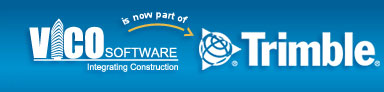 is now part of
VICO SOFTWARE
Integrating Construction
Trimble®